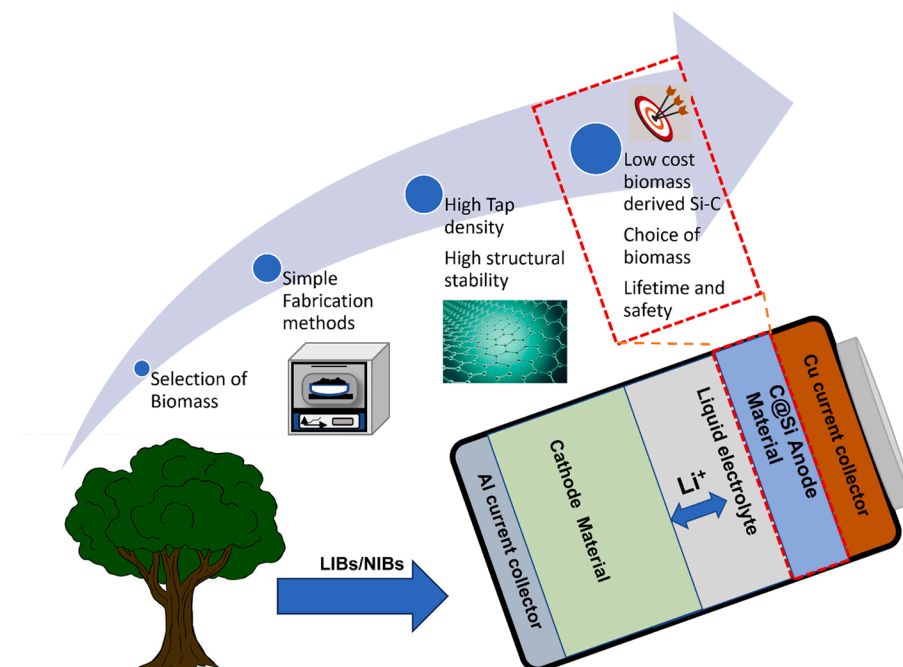 Low cost
biomass
derived Si-C
Choice of
biomass
Lifetime and
safety
High Tap
density
High structural
stability
Simple
Fabrication
methods
Selection of
Biomass
LIBs/NIBs
Al current collector
Cathode Material
Li⁺
Liquid electrolyte
C@Si Anode
Material
Cu current collector